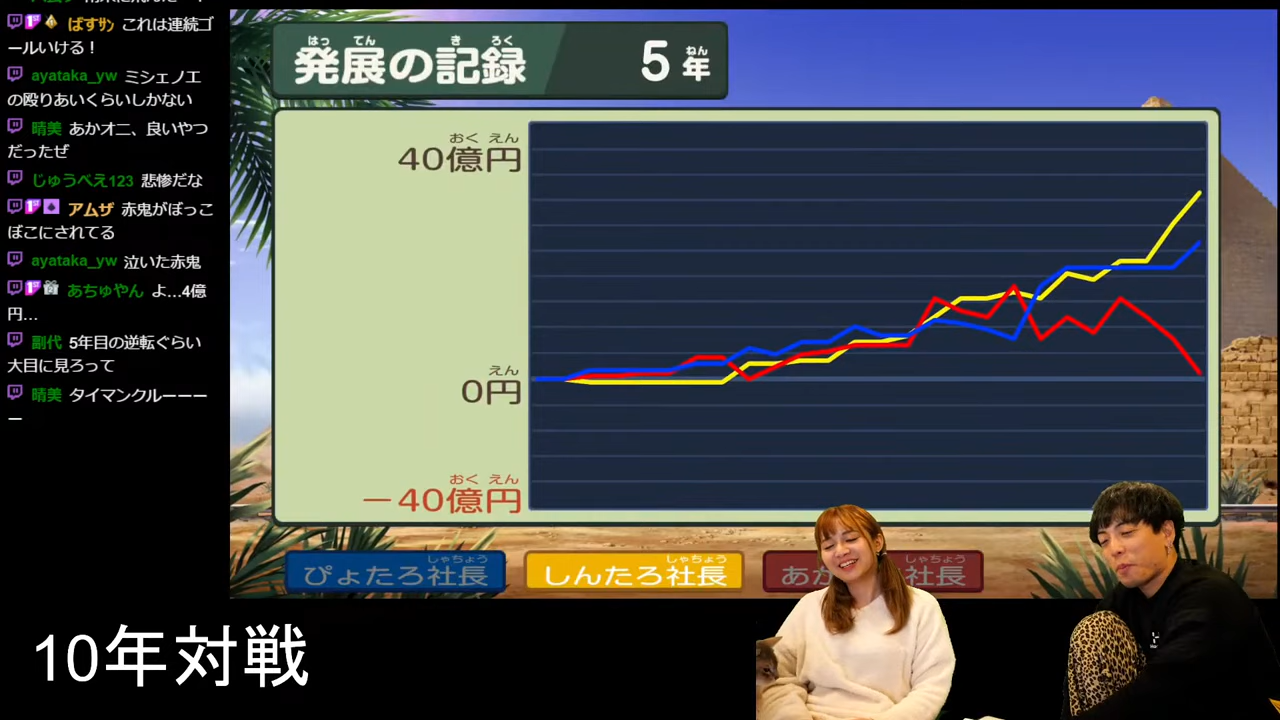 ばすサン これは連続ゴ
ールいける！
ayataka_yw ミシェノエ
の殴りあいくらいしかない
晴美 あかオニ、良いやつ
だったぜ
じゅうべえ123 悲惨だな
アムザ 赤鬼がぼっこ
ぼこにされてる
ayataka_yw 泣いた赤鬼
あちゅやん よ…4億
円…
副代 5年目の逆転ぐらい
大目に見ろって
晴美 タイマンクルーーー
ー
はってん きろく
発展の記録
ねん
5年
おくえん
40億円
えん
0円
おくえん
－40億円
しゃちょう
ぴょたろ社長
しゃちょう
しんたろ社長
しゃちょう
あか 社長
10年対戦